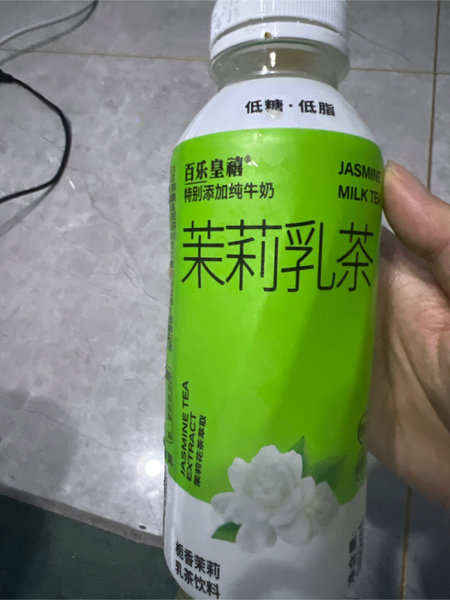 低糖·低脂
百乐皇禧®
特别添加纯牛奶
JASMINE
MILK TEA
茉莉乳茶
JASMINE TEA
EXTRACT
茉莉花茶萃取
栀香茉莉
乳茶饮料